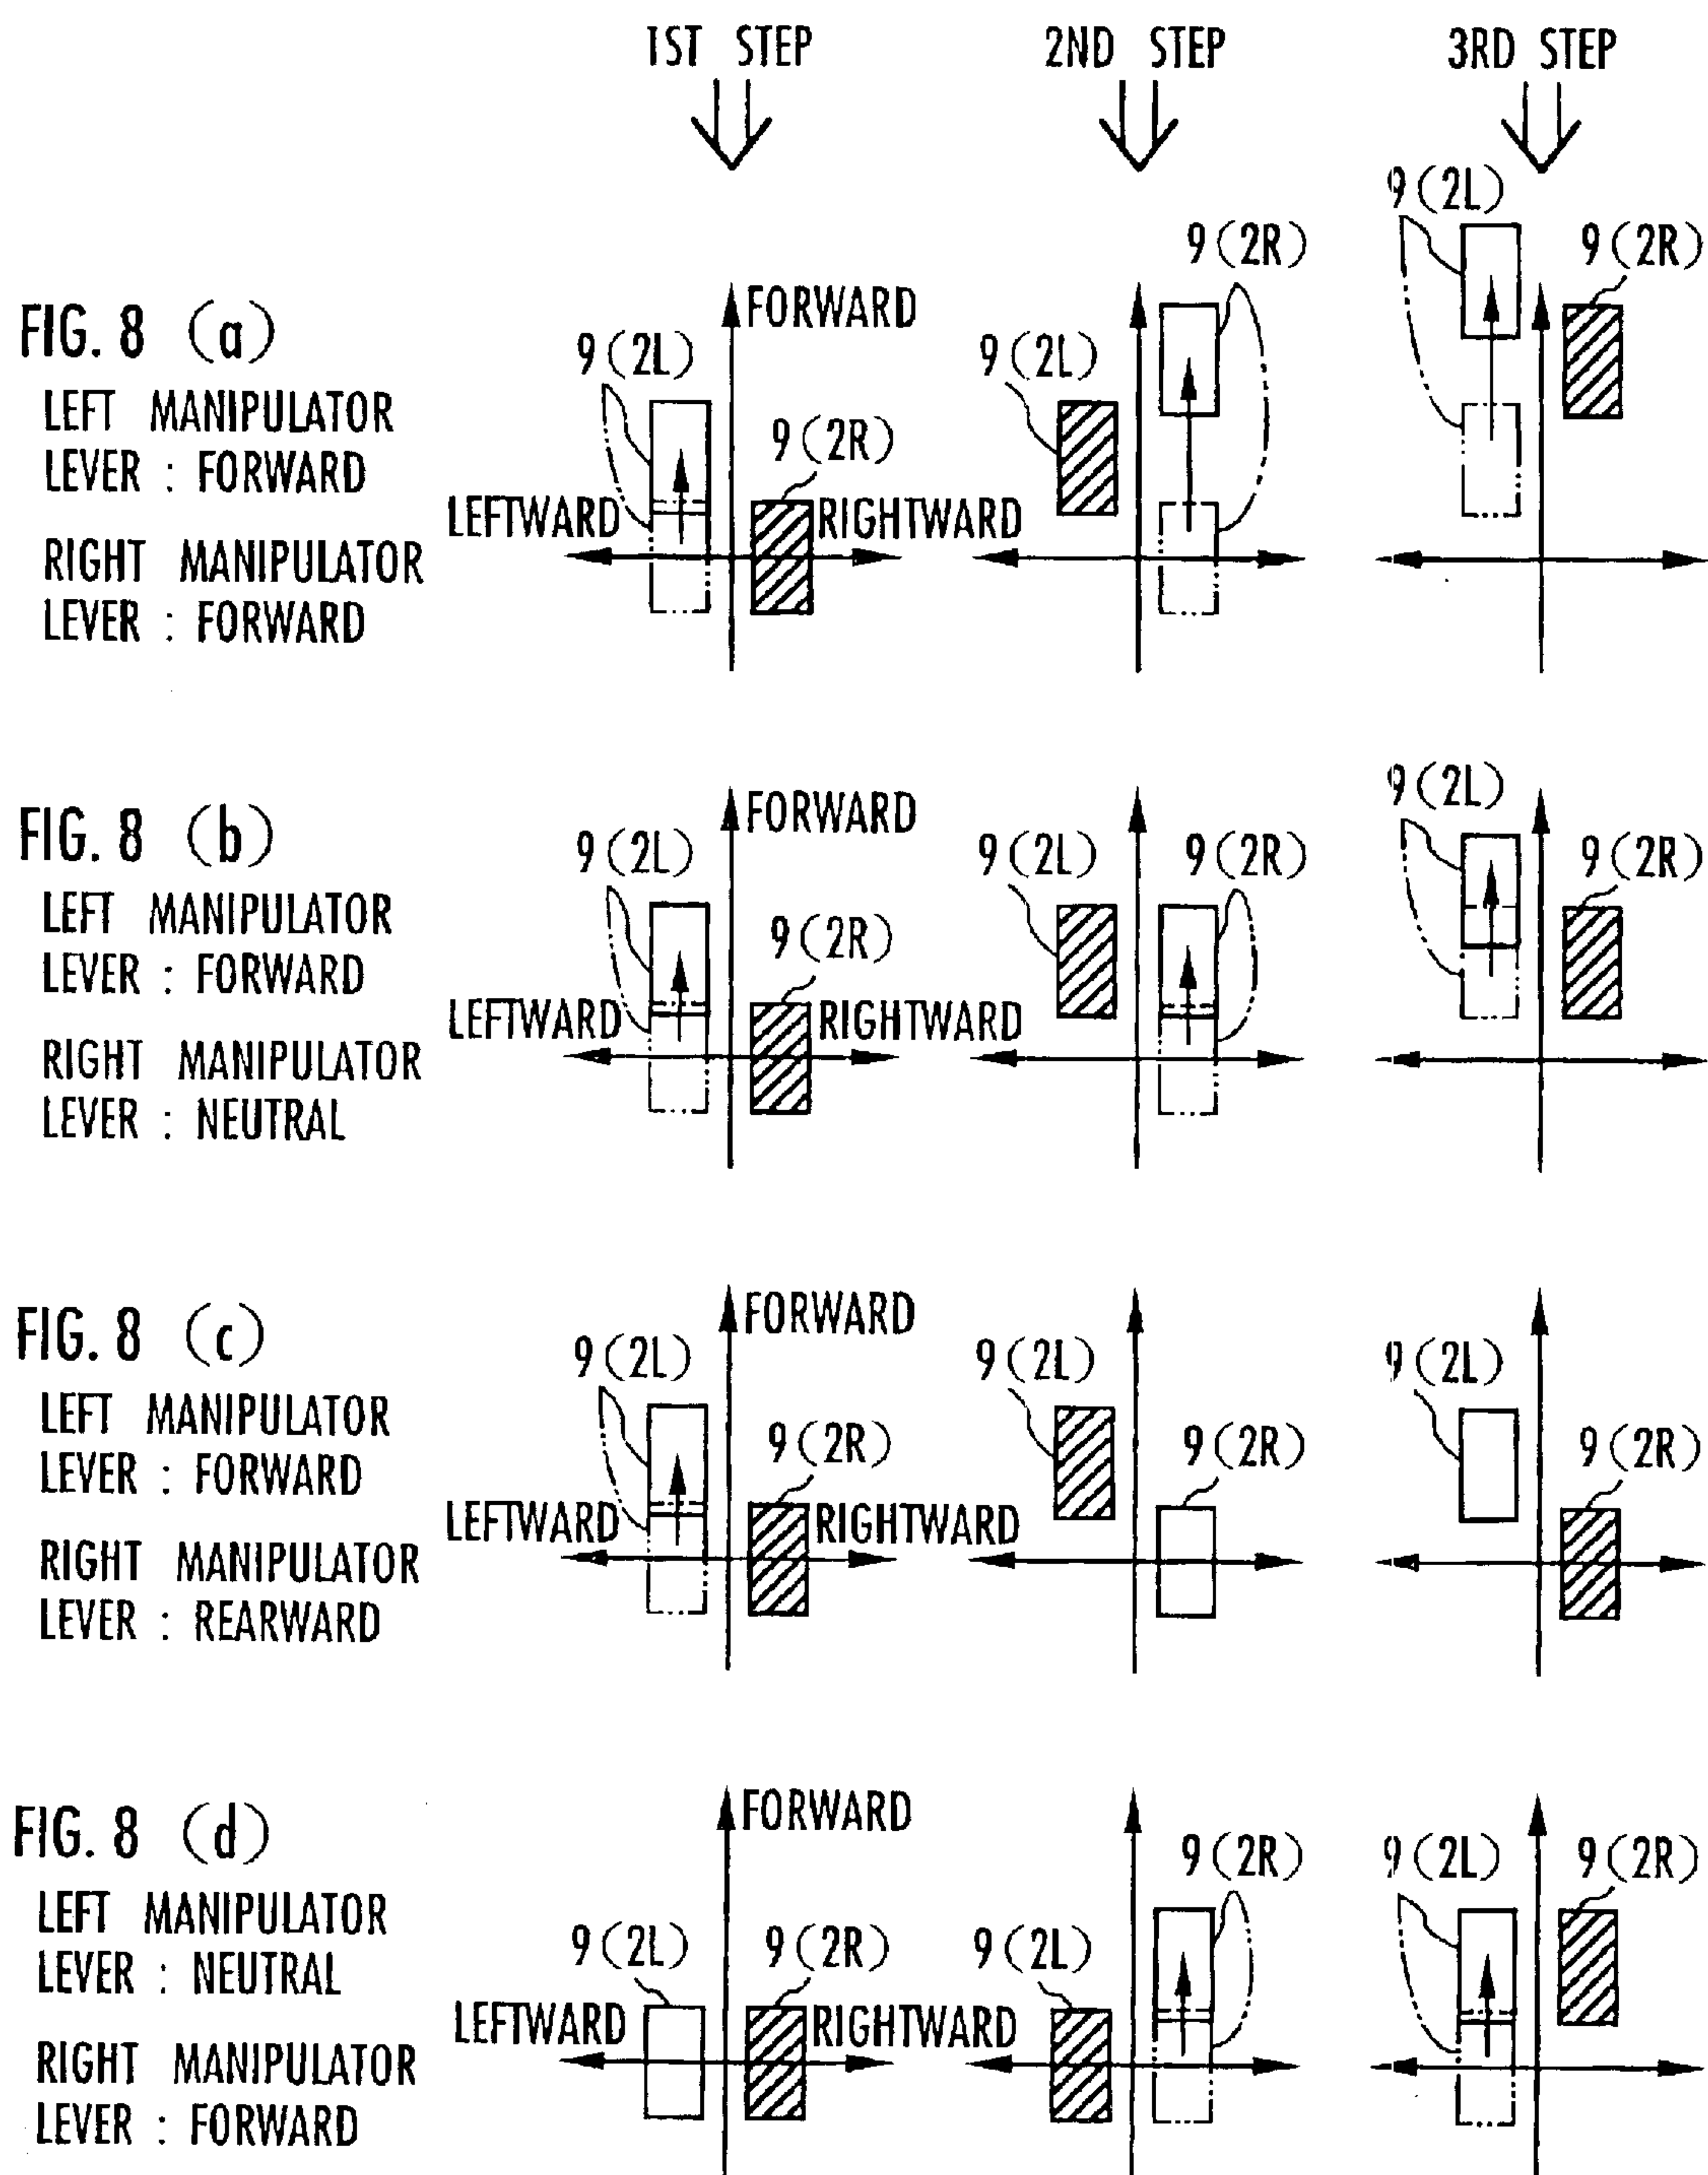 1ST STEP
2ND STEP
3RD STEP
FIG. 8 (a)
LEFT MANIPULATOR
LEVER : FORWARD
RIGHT MANIPULATOR
LEVER : FORWARD
FORWARD
9(2L)
9(2R)
LEFTWARD
RIGHTWARD
9(2L)
9(2R)
9(2L)
9(2R)
FIG. 8 (b)
LEFT MANIPULATOR
LEVER : FORWARD
RIGHT MANIPULATOR
LEVER : NEUTRAL
FORWARD
9(2L)
9(2R)
LEFTWARD
RIGHTWARD
9(2L)
9(2R)
9(2L)
9(2R)
FIG. 8 (c)
LEFT MANIPULATOR
LEVER : FORWARD
RIGHT MANIPULATOR
LEVER : REARWARD
FORWARD
9(2L)
9(2R)
LEFTWARD
RIGHTWARD
9(2L)
9(2R)
9(2L)
9(2R)
FIG. 8 (d)
LEFT MANIPULATOR
LEVER : NEUTRAL
RIGHT MANIPULATOR
LEVER : FORWARD
FORWARD
9(2L)
9(2R)
LEFTWARD
RIGHTWARD
9(2L)
9(2R)
9(2L)
9(2R)